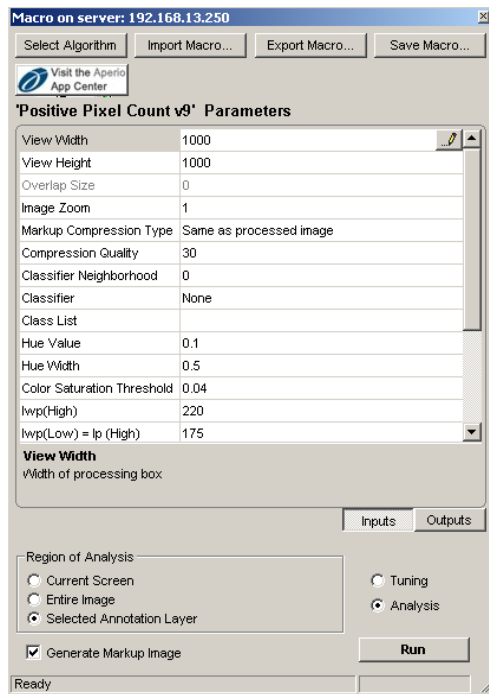 Macro on server: 192.168.13.250
Select Algorithm Import Macro... Export Macro... Save Macro...
Visit the Aperio
App Center
'Positive Pixel Count v9' Parameters
View Width 1000
View Height 1000
Overlap Size 0
Image Zoom 1
Markup Compression Type Same as processed image
Compression Quality 30
Classifier Neighborhood 0
Classifier None
Class List
Hue Value 0.1
Hue Width 0.5
Color Saturation Threshold 0.04
Iwp(High) 220
Iwp(Low) = Ip (High) 175
View Width
Width of processing box
Inputs Outputs
Region of Analysis
Current Screen
Entire Image
Selected Annotation Layer
Tuning
Analysis
Generate Markup Image
Run
Ready